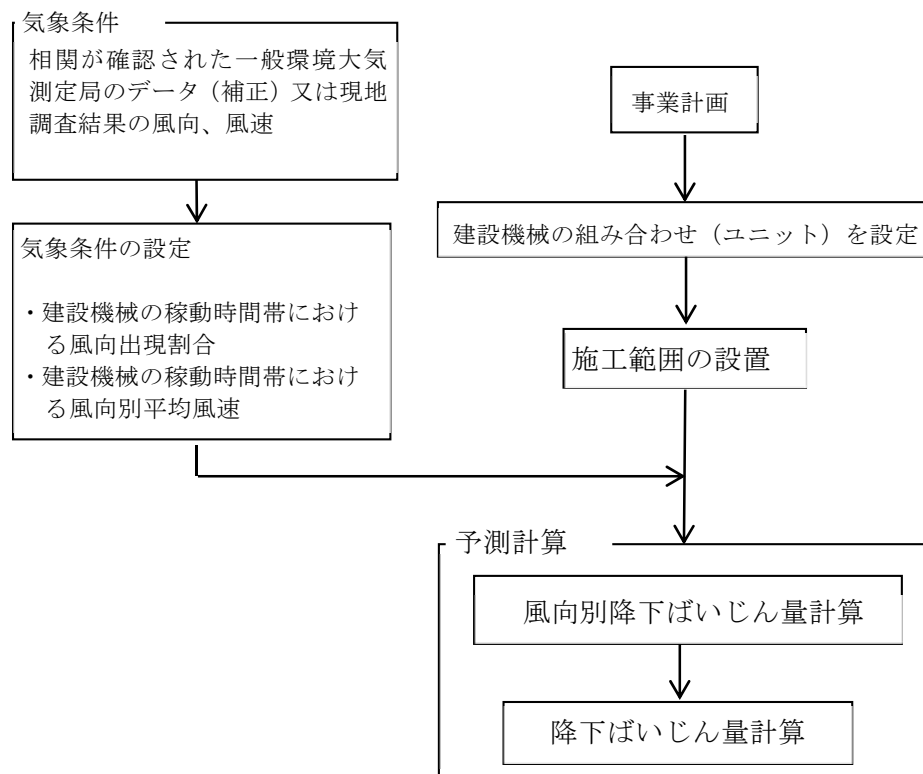 気象条件
相関が確認された一般環境大気
測定局のデータ（補正）又は現地
調査結果の風向、風速
気象条件の設定
・建設機械の稼動時間帯におけ
る風向出現割合
・建設機械の稼動時間帯におけ
る風向別平均風速
事業計画
建設機械の組み合わせ（ユニット）を設定
施工範囲の設置
予測計算
風向別降下ばいじん量計算
降下ばいじん量計算